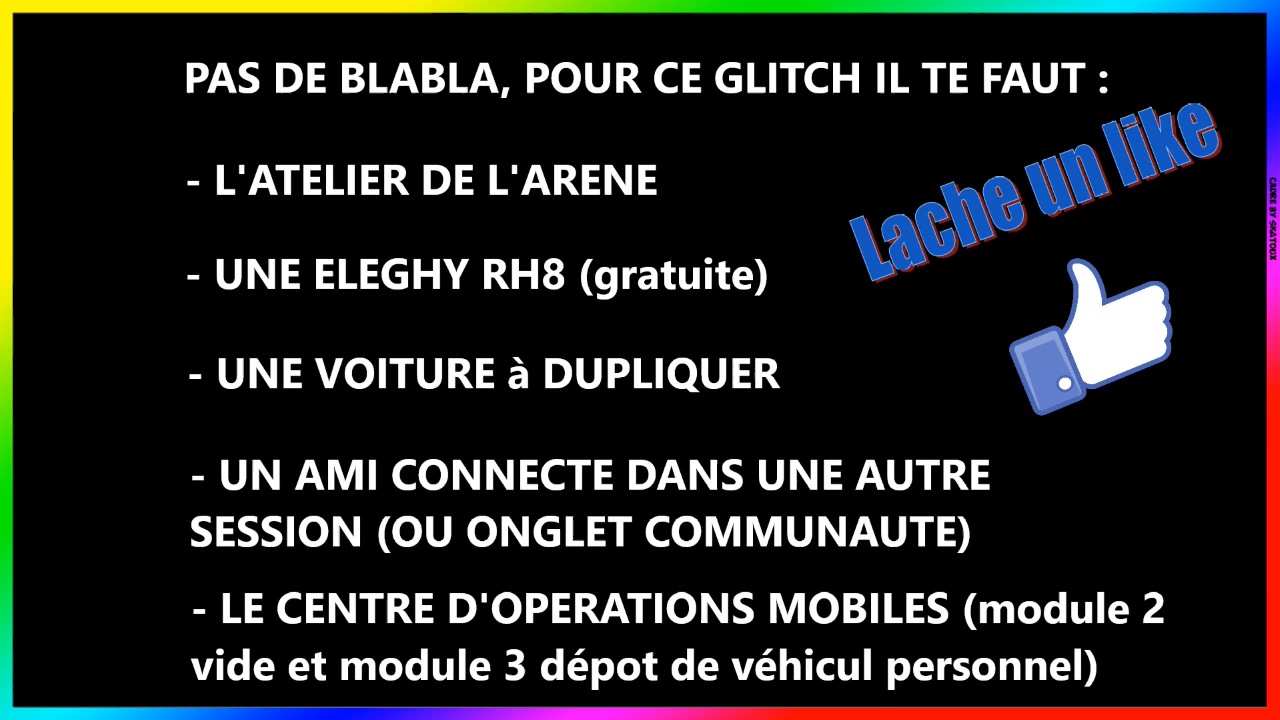 PAS DE BLABLA, POUR CE GLITCH IL TE FAUT :
- L'ATELIER DE L'ARENE
Lache un like
- UNE ELEGHY RH8 (gratuite)
- UNE VOITURE à DUPLIQUER
- UN AMI CONNECTE DANS UNE AUTRE
SESSION (OU ONGLET COMMUNAUTE)
- LE CENTRE D'OPERATIONS MOBILES (module 2
vide et module 3 dépot de véhicul personnel)